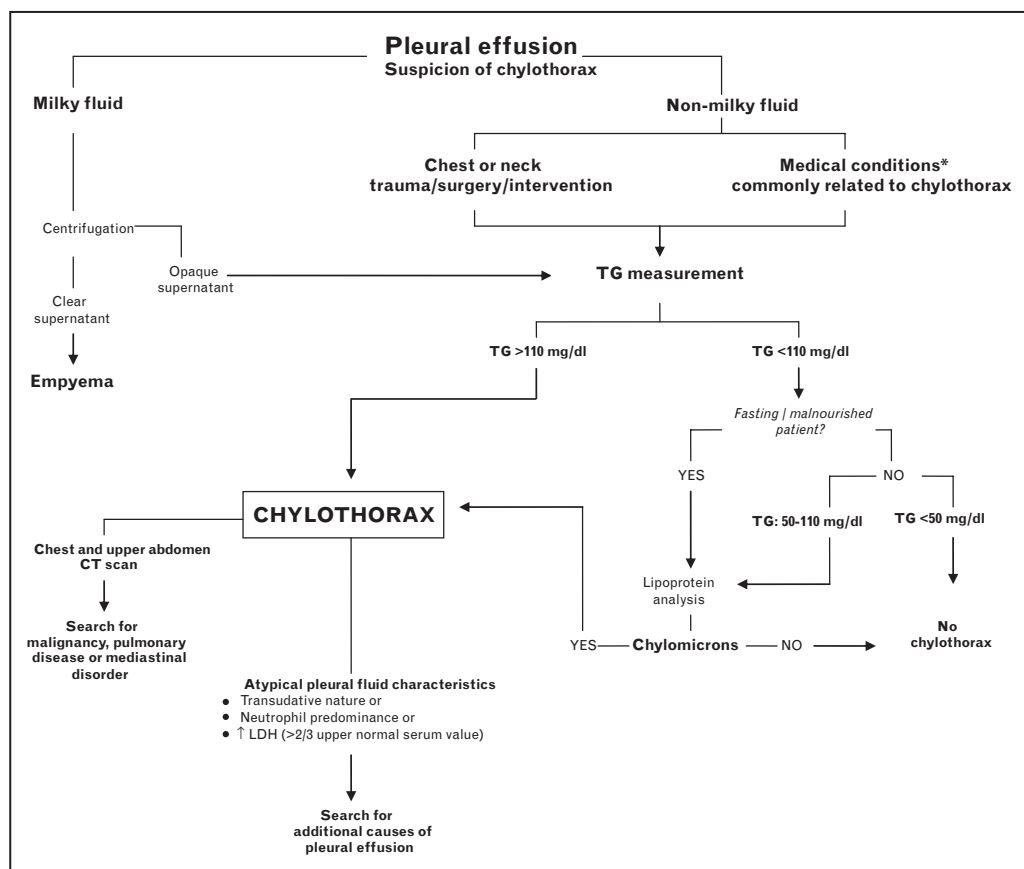 Pleural effusion
Suspicion of chylothorax
Milky fluid
Non-milky fluid
Chest or neck
trauma/surgery/intervention
Medical conditions*
commonly related to chylothorax
Centrifugation
Opaque
supernatant
TG measurement
Clear
supernatant
Empyema
TG >110 mg/dl
TG <110 mg/dl
Fasting | malnourished
patient?
YES
NO
TG: 50-110 mg/dl
TG <50 mg/dl
CHYLOTHORAX
Chest and upper abdomen
CT scan
Lipoprotein
analysis
Search for
malignancy, pulmonary
disease or mediastinal
disorder
YES
Chylomicrons
NO
No
chylothorax
Atypical pleural fluid characteristics
• Transudative nature or
• Neutrophil predominance or
• ↑ LDH (>2/3 upper normal serum value)
Search for
additional causes of
pleural effusion